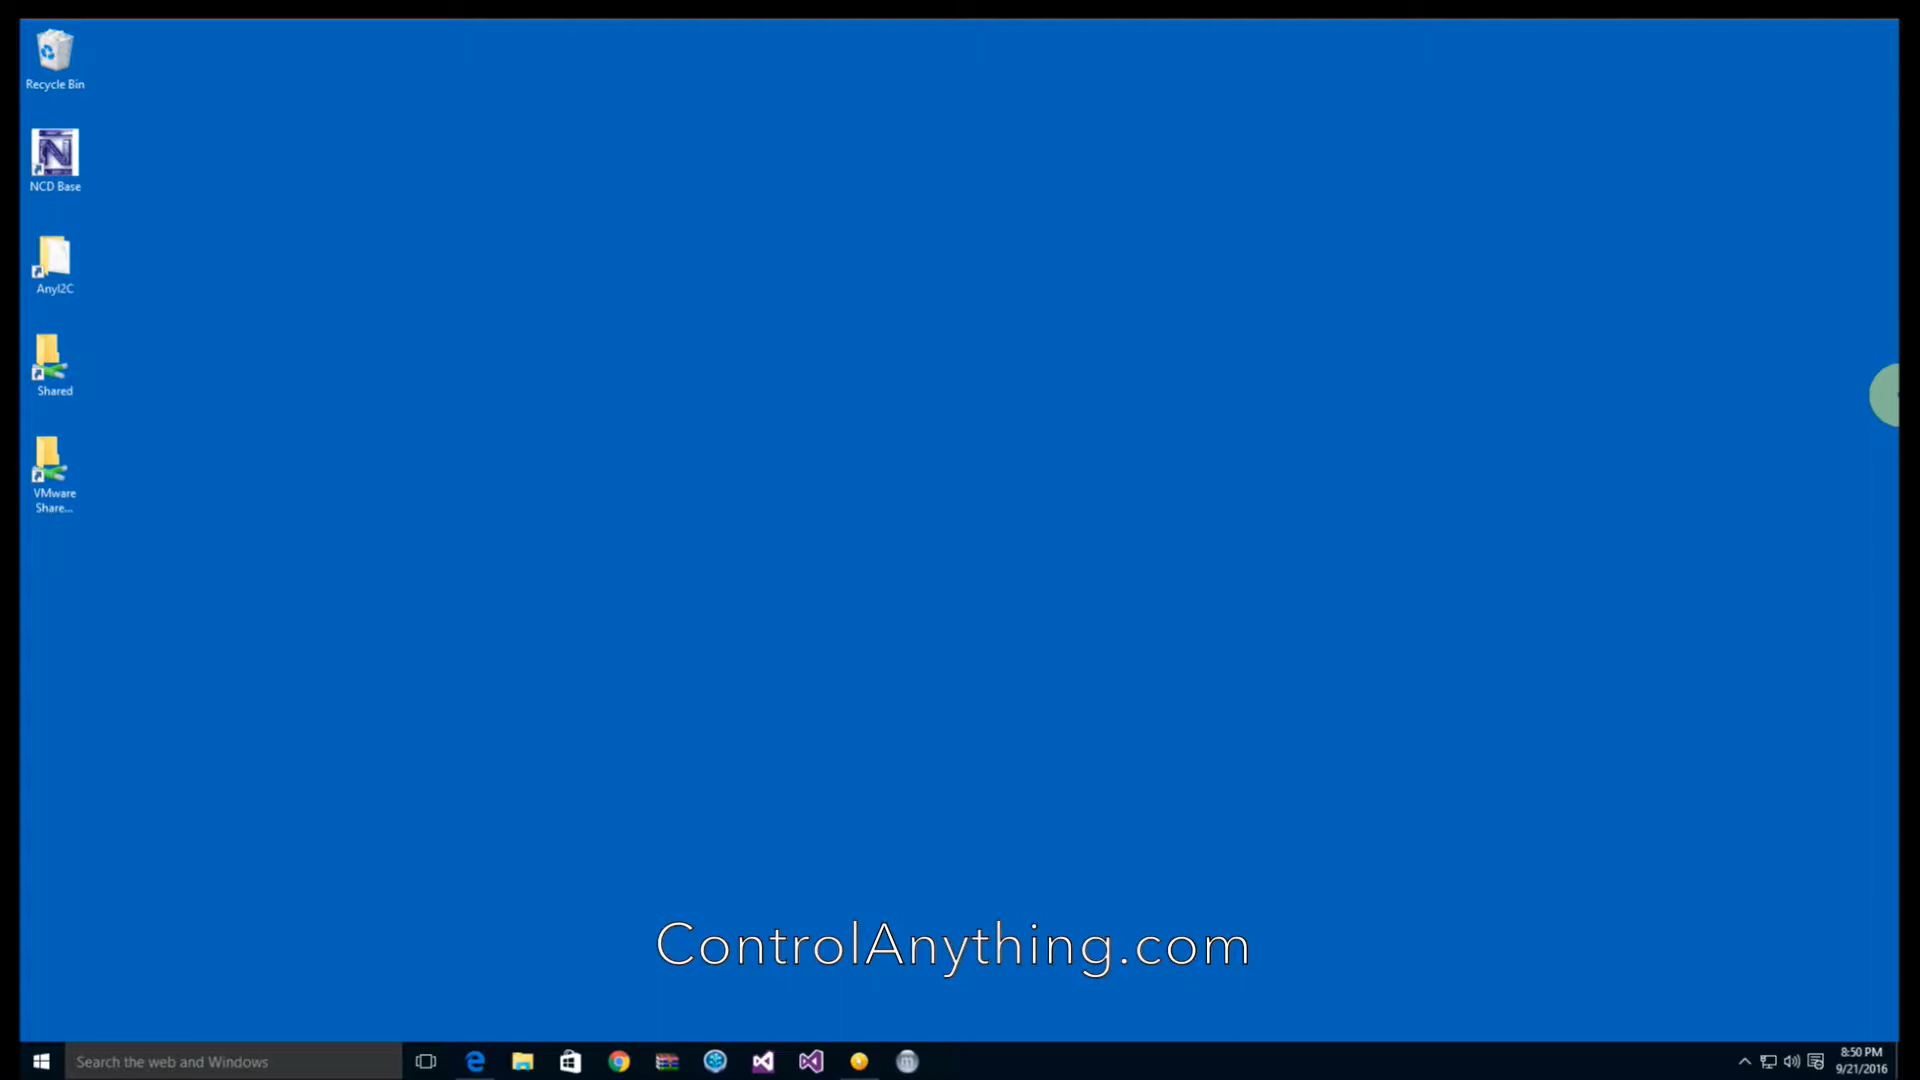 Recycle Bin
NCD Base
AnyI2C
Shared
VMware
Share...
ControlAnything.com
Search the web and Windows
8:50 PM
9/21/2016